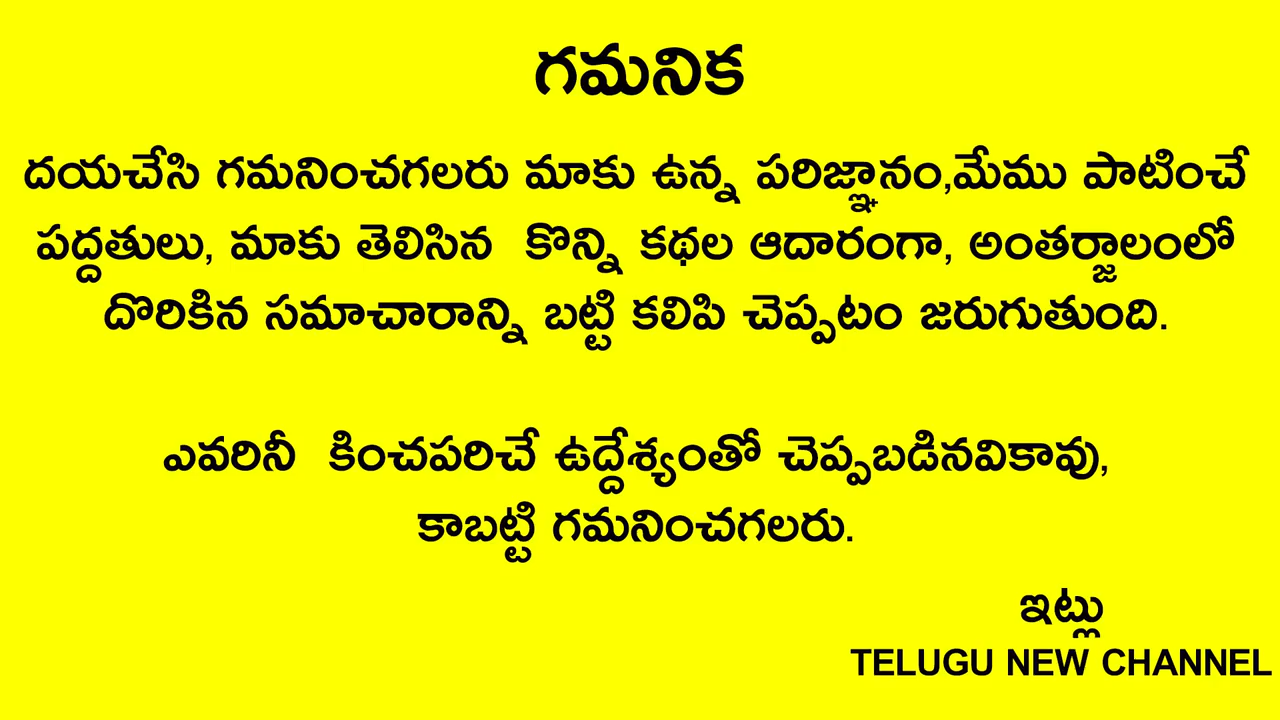 గమనిక
దయచేసి గమనించగలరు మాకు ఉన్న పరిజ్ఞానం,మేము పాటించే
పద్దతులు, మాకు తెలిసిన కొన్ని కథల ఆదారంగా, అంతర్జాలంలో
దొరికిన సమాచారాన్ని బట్టి కలిపి చెప్పటం జరుగుతుంది.
ఎవరినీ కించపరిచే ఉద్దేశ్యంతో చెప్పబడినవికావు,
కాబట్టి గమనించగలరు.
ఇట్లు
TELUGU NEW CHANNEL